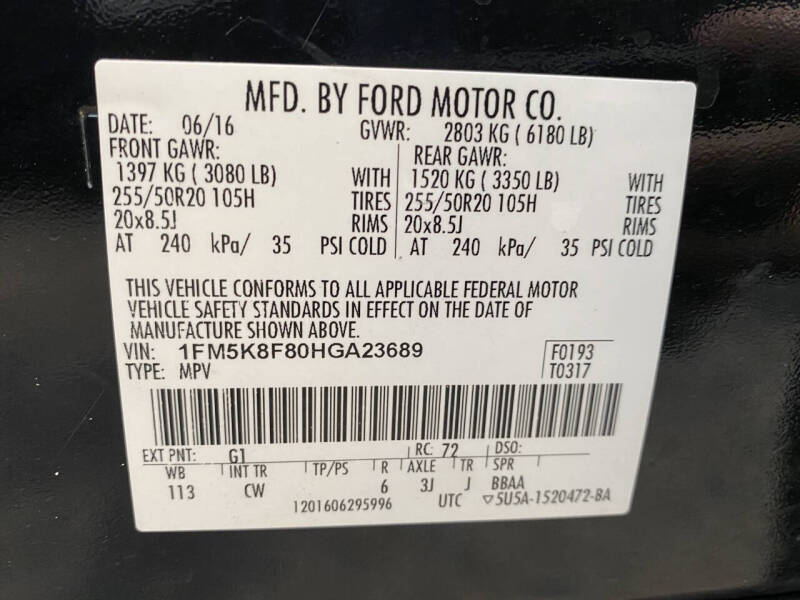 MFD. BY FORD MOTOR CO.
DATE: 06/16 GVWR: 2803 KG ( 6180 LB)
FRONT GAWR: REAR GAWR:
1397 KG ( 3080 LB) WITH 1520 KG ( 3350 LB) WITH
255/50R20 105H TIRES 255/50R20 105H TIRES
20x8.5J RIMS 20x8.5J RIMS
AT 240 kPa/ 35 PSI COLD AT 240 kPa/ 35 PSI COLD
THIS VEHICLE CONFORMS TO ALL APPLICABLE FEDERAL MOTOR
VEHICLE SAFETY STANDARDS IN EFFECT ON THE DATE OF
MANUFACTURE SHOWN ABOVE.
VIN: 1FM5K8F80HGA23689 F0193
TYPE: MPV T0317
EXT PNT: G1 RC: 72 DSO:
WB INT TR TP/PS R AXLE TR SPR
113 CW 6 3J J BBAA
1201606295996 UTC ▽5U5A-1520472-BA